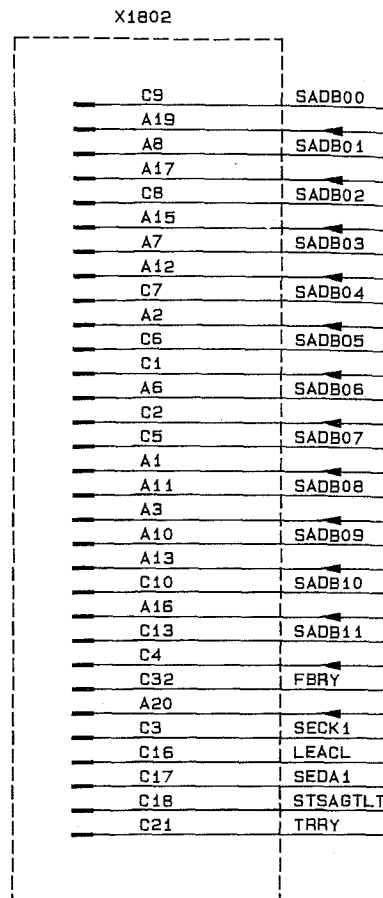 X1802
C9 SADB00
A19
A8 SADB01
A17
C8 SADB02
A15
A7 SADB03
A12
C7 SADB04
A2
C6 SADB05
C1
A6 SADB06
C2
C5 SADB07
A1
A11 SADB08
A3
A10 SADB09
A13
C10 SADB10
A16
C13 SADB11
C4
C32 FBRY
A20
C3 SECK1
C16 LEACL
C17 SEDA1
C18 STSAGTLT
C21 TRRY